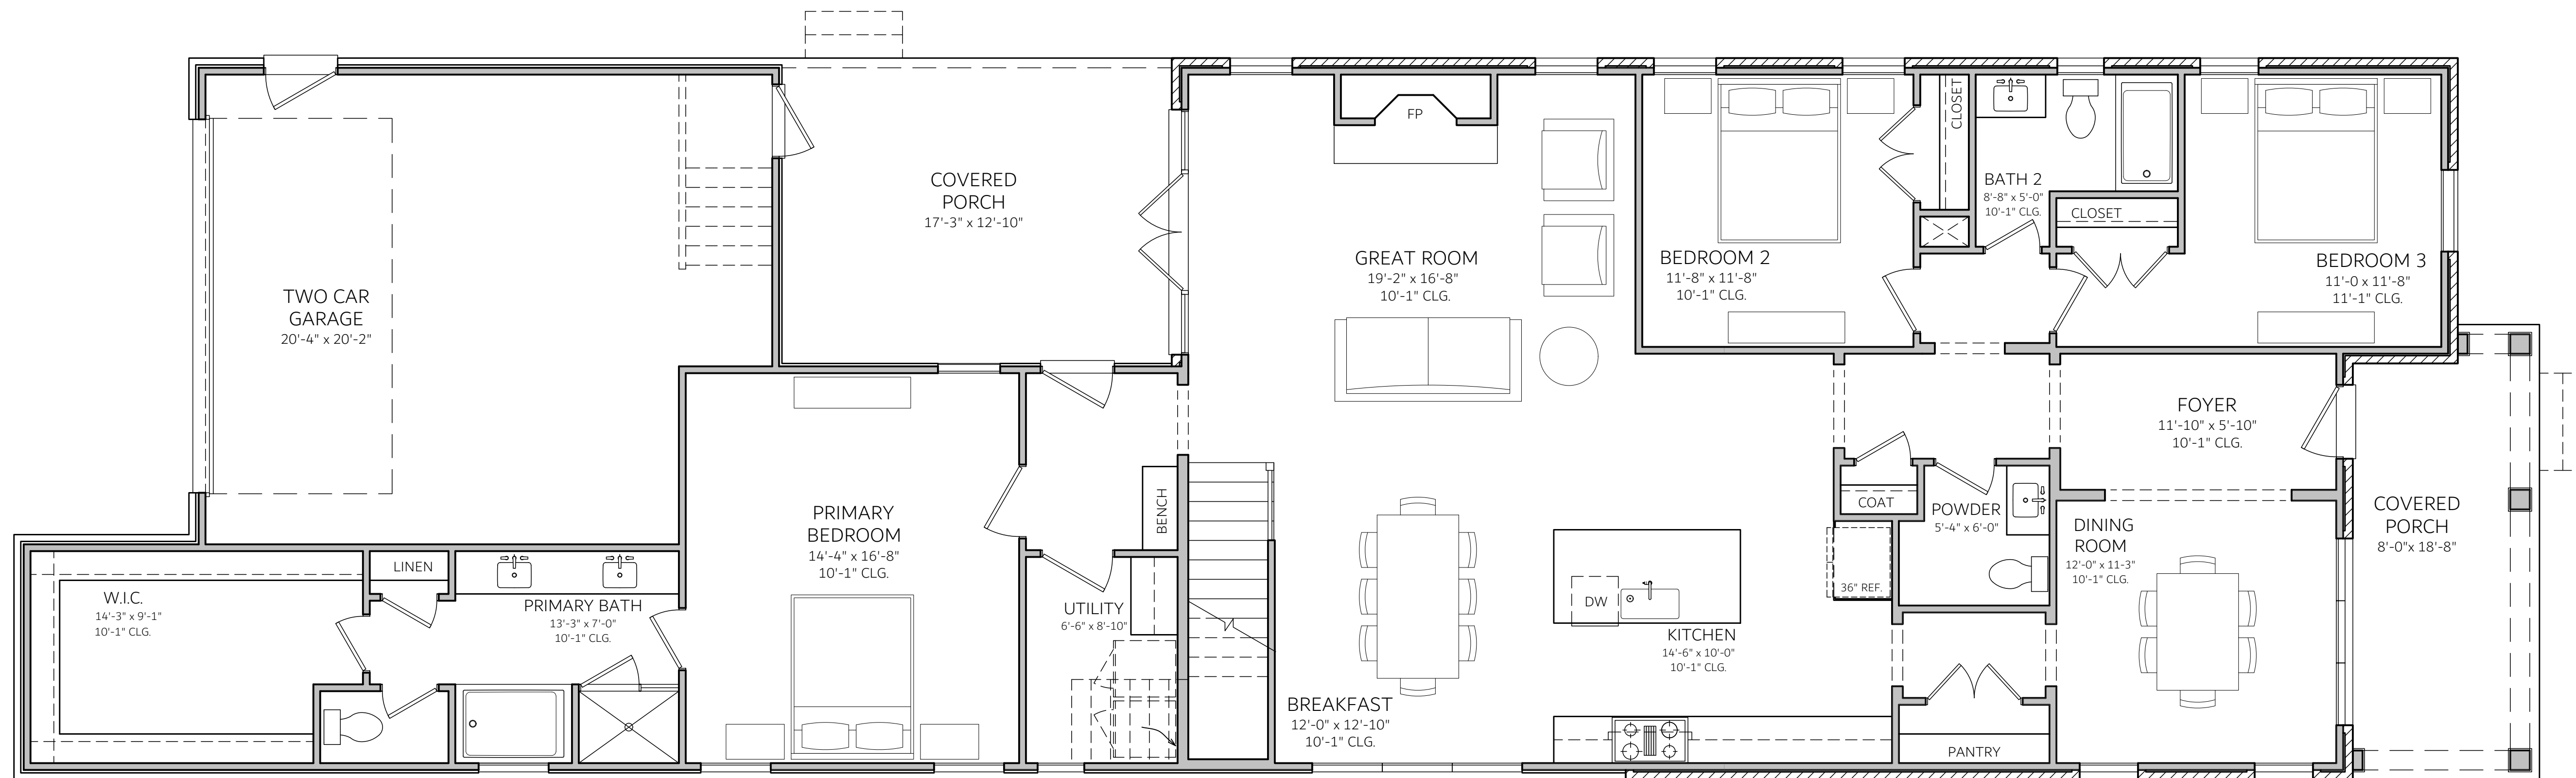 TWO CAR
GARAGE
20'-4" x 20'-2"
COVERED
PORCH
17'-3" x 12'-10"
FP
GREAT ROOM
19'-2" x 16'-8"
10'-1" CLG.
BEDROOM 2
11'-8" x 11'-8"
10'-1" CLG.
CLOSET
BATH 2
8'-8" x 5'-0"
10'-1" CLG.
CLOSET
BEDROOM 3
11'-0 x 11'-8"
11'-1" CLG.
FOYER
11'-10" x 5'-10"
10'-1" CLG.
COVERED
PORCH
8'-0"x 18'-8"
W.I.C.
14'-3" x 9'-1"
10'-1" CLG.
LINEN
PRIMARY BATH
13'-3" x 7'-0"
10'-1" CLG.
PRIMARY
BEDROOM
14'-4" x 16'-8"
10'-1" CLG.
BENCH
UTILITY
6'-6" x 8'-10"
BREAKFAST
12'-0" x 12'-10"
10'-1" CLG.
DW
KITCHEN
14'-6" x 10'-0"
10'-1" CLG.
36" REF.
COAT
POWDER
5'-4" x 6'-0"
DINING
ROOM
12'-0" x 11-3"
10'-1" CLG.
PANTRY